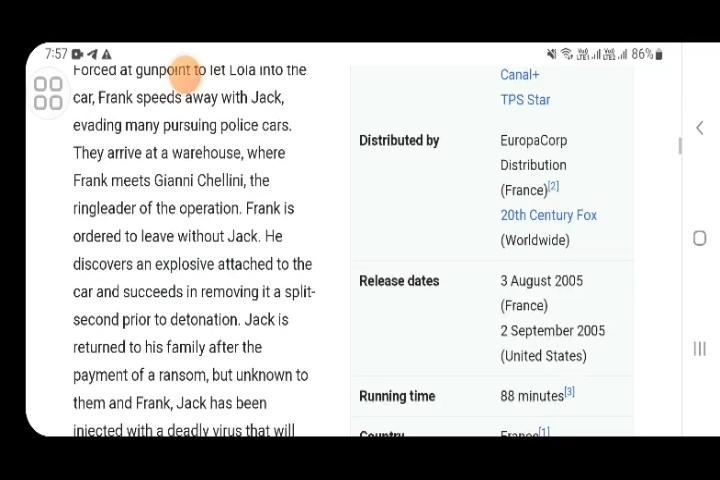 7:57
86%
Forced at gunpoint to let Lola into the
car, Frank speeds away with Jack,
evading many pursuing police cars.
They arrive at a warehouse, where
Frank meets Gianni Chellini, the
ringleader of the operation. Frank is
ordered to leave without Jack. He
discovers an explosive attached to the
car and succeeds in removing it a split-
second prior to detonation. Jack is
returned to his family after the
payment of a ransom, but unknown to
them and Frank, Jack has been
injected with a deadly virus that will
Canal+
TPS Star
Distributed by
EuropaCorp
Distribution
(France)[2]
20th Century Fox
(Worldwide)
Release dates
3 August 2005
(France)
2 September 2005
(United States)
Running time
88 minutes[3]
Country
France[1]